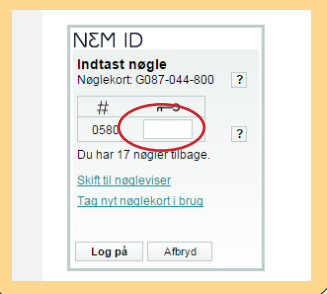 NEM ID
Indtast nøgle
Nøglekort: G087-044-800 ?
#
0580 ?
Du har 17 nøgler tilbage.
Skift til nøgleviser
Tag nyt nøglekort i brug
Log på Afbryd